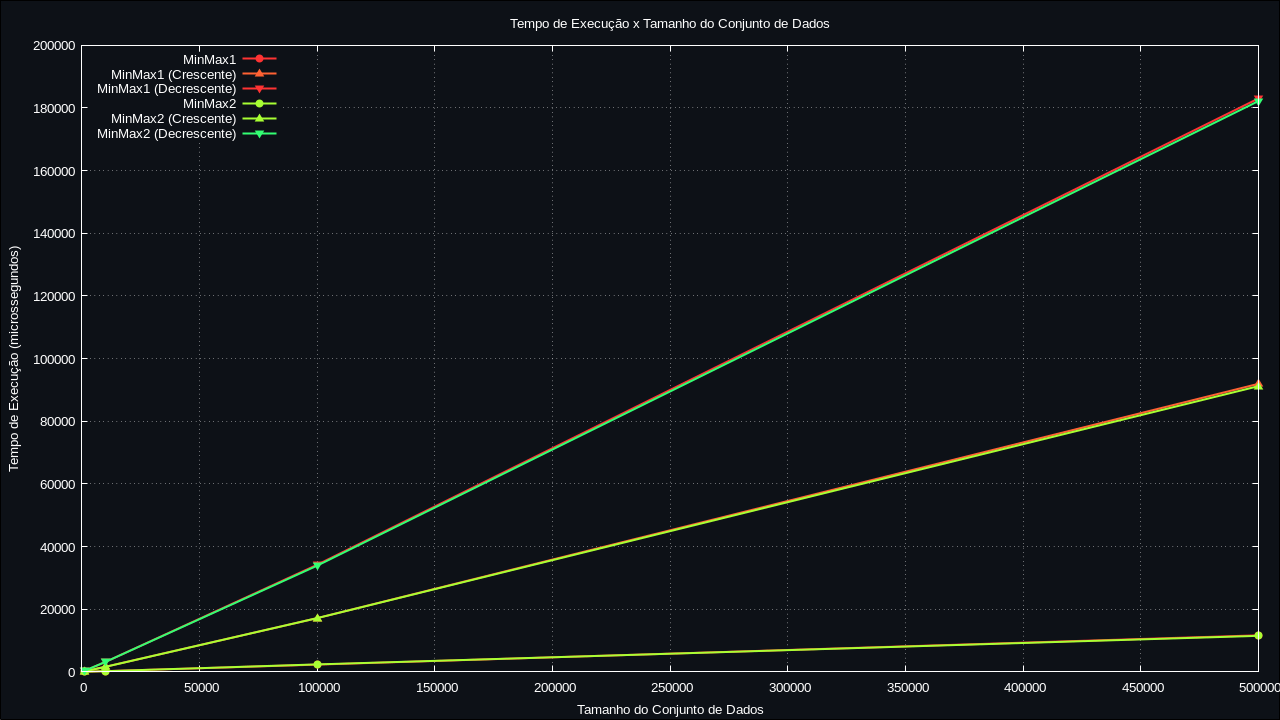 Tempo de Execução x Tamanho do Conjunto de Dados
MinMax1
MinMax1 (Crescente)
MinMax1 (Decrescente)
MinMax2
MinMax2 (Crescente)
MinMax2 (Decrescente)
Tempo de Execução (microssegundos)
200000
180000
160000
140000
120000
100000
80000
60000
40000
20000
0
0 50000 100000 150000 200000 250000 300000 350000 400000 450000 500000
Tamanho do Conjunto de Dados